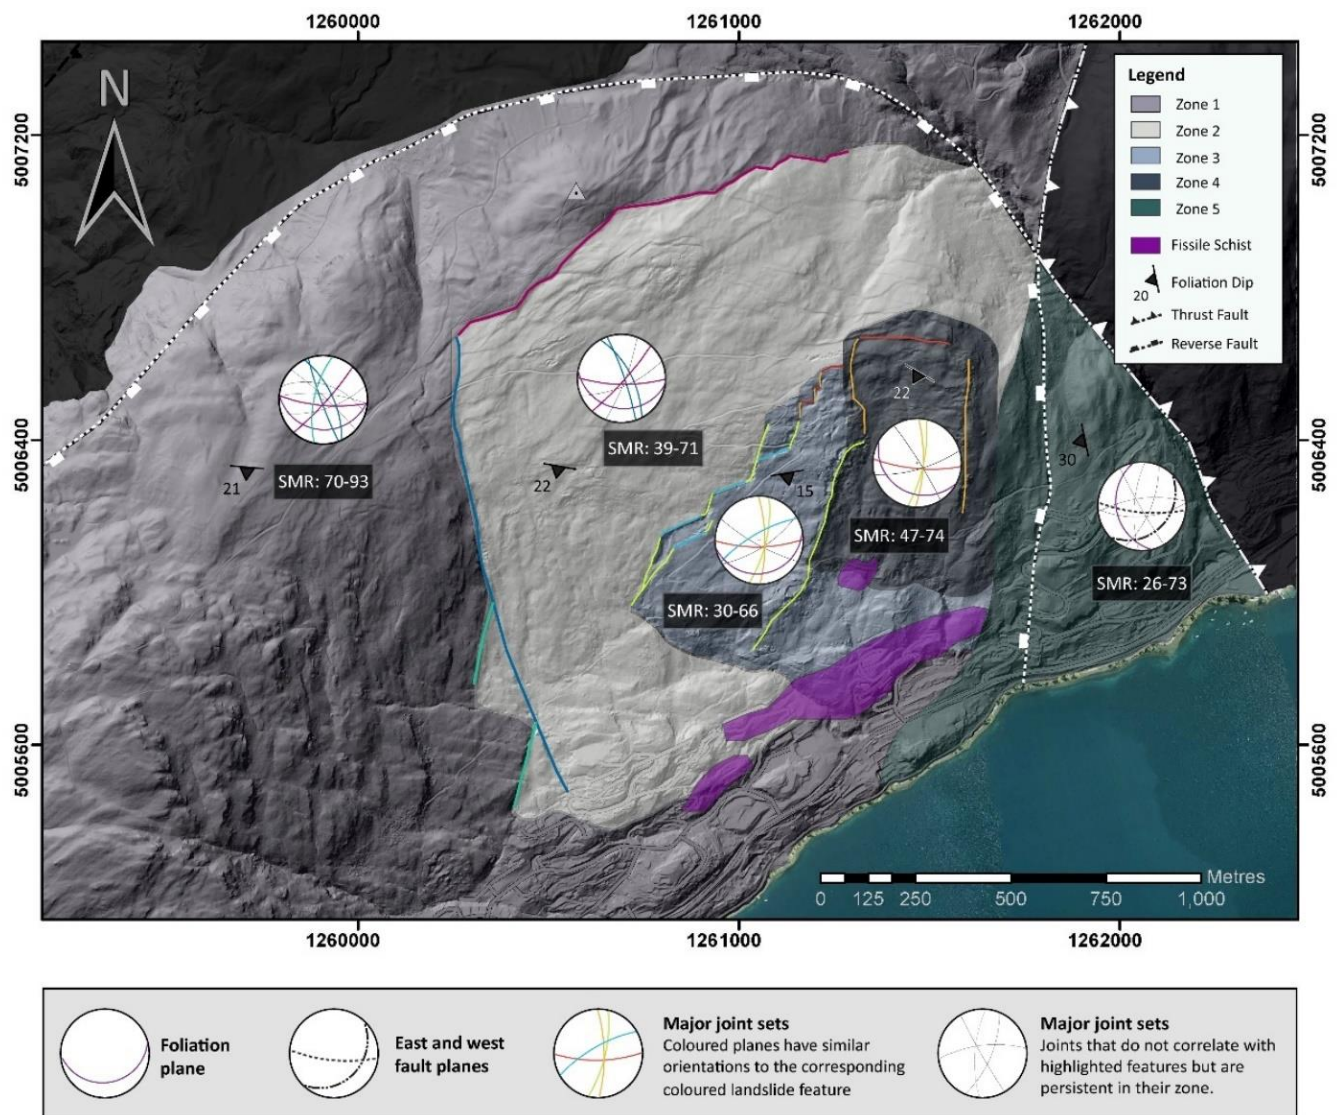 1260000
1261000
1262000
N
5007200
5007200
Legend
Zone 1
Zone 2
Zone 3
Zone 4
Zone 5
Fissile Schist
20
Foliation Dip
Thrust Fault
Reverse Fault
22
SMR: 39-71
5006400
5006400
21
SMR: 70-93
22
15
30
SMR: 47-74
SMR: 26-73
SMR: 30-66
5005600
5005600
Metres
0 125 250 500 750 1,000
1260000
1261000
1262000
Foliation
plane
East and west
fault planes
Major joint sets
Coloured planes have similar
orientations to the corresponding
coloured landslide feature
Major joint sets
Joints that do not correlate with
highlighted features but are
persistent in their zone.